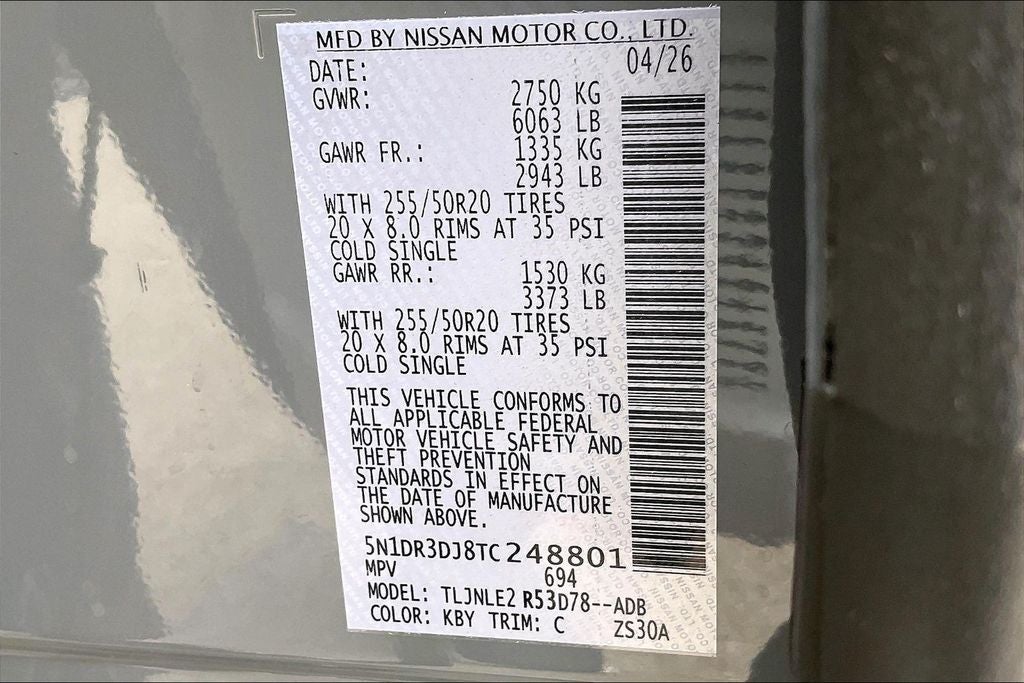 MFD BY NISSAN MOTOR CO., LTD.
DATE: 04/26
GVWR: 2750 KG
6063 LB
GAWR FR.: 1335 KG
2943 LB
WITH 255/50R20 TIRES
20 X 8.0 RIMS AT 35 PSI
COLD SINGLE
GAWR RR.: 1530 KG
3373 LB
WITH 255/50R20 TIRES
20 X 8.0 RIMS AT 35 PSI
COLD SINGLE
THIS VEHICLE CONFORMS TO
ALL APPLICABLE FEDERAL
MOTOR VEHICLE SAFETY AND
THEFT PREVENTION
STANDARDS IN EFFECT ON
THE DATE OF MANUFACTURE
SHOWN ABOVE.
5N1DR3DJ8TC248801
MPV 694
MODEL: TLJNLE2 R53D78--ADB
COLOR: KBY TRIM: C ZS30A